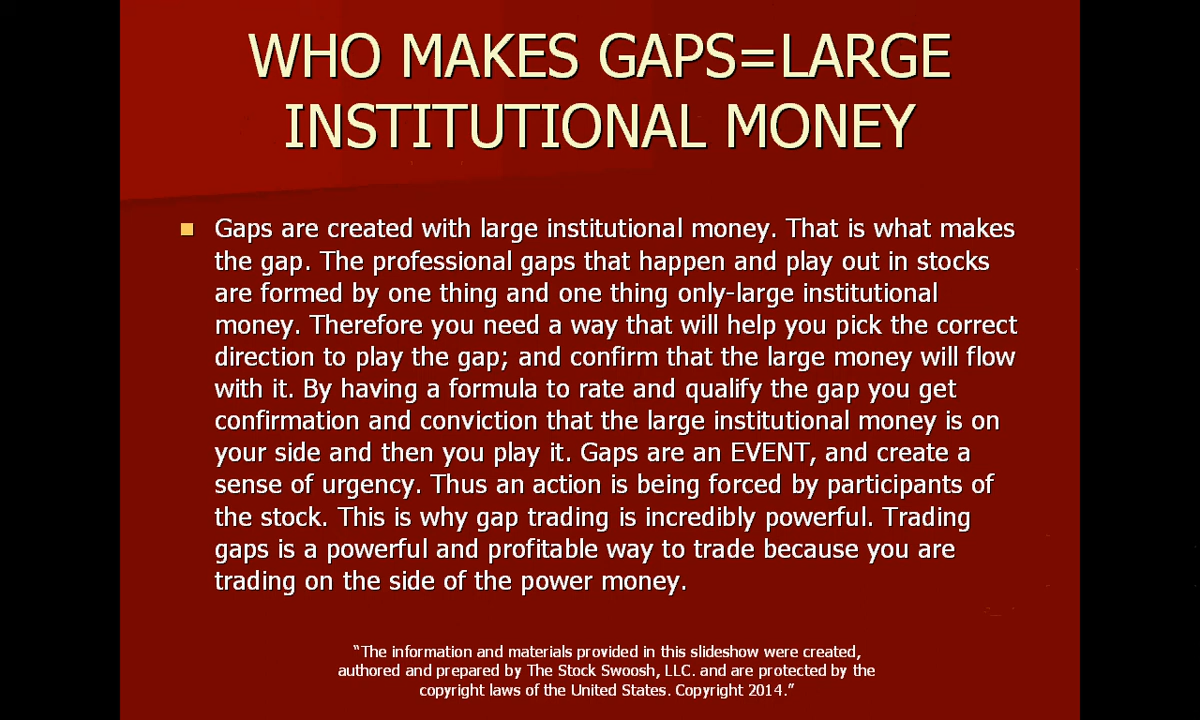 WHO MAKES GAPS=LARGE
INSTITUTIONAL MONEY
Gaps are created with large institutional money. That is what makes
the gap. The professional gaps that happen and play out in stocks
are formed by one thing and one thing only-large institutional
money. Therefore you need a way that will help you pick the correct
direction to play the gap; and confirm that the large money will flow
with it. By having a formula to rate and qualify the gap you get
confirmation and conviction that the large institutional money is on
your side and then you play it. Gaps are an EVENT, and create a
sense of urgency. Thus an action is being forced by participants of
the stock. This is why gap trading is incredibly powerful. Trading
gaps is a powerful and profitable way to trade because you are
trading on the side of the power money.
“The information and materials provided in this slideshow were created,
authored and prepared by The Stock Swoosh, LLC. and are protected by the
copyright laws of the United States. Copyright 2014.”